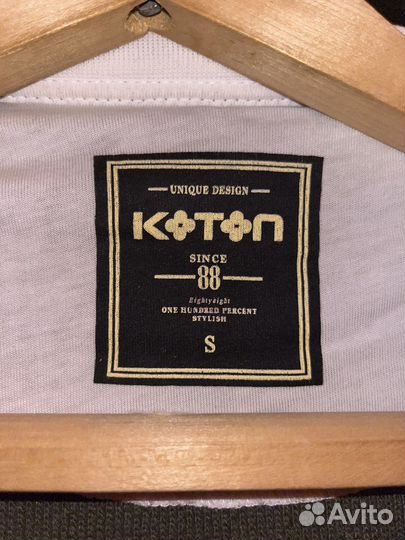 UNIQUE DESIGN
KOTON
SINCE
88
Eightyeight
ONE HUNDRED PERCENT
STYLISH
S
Avito